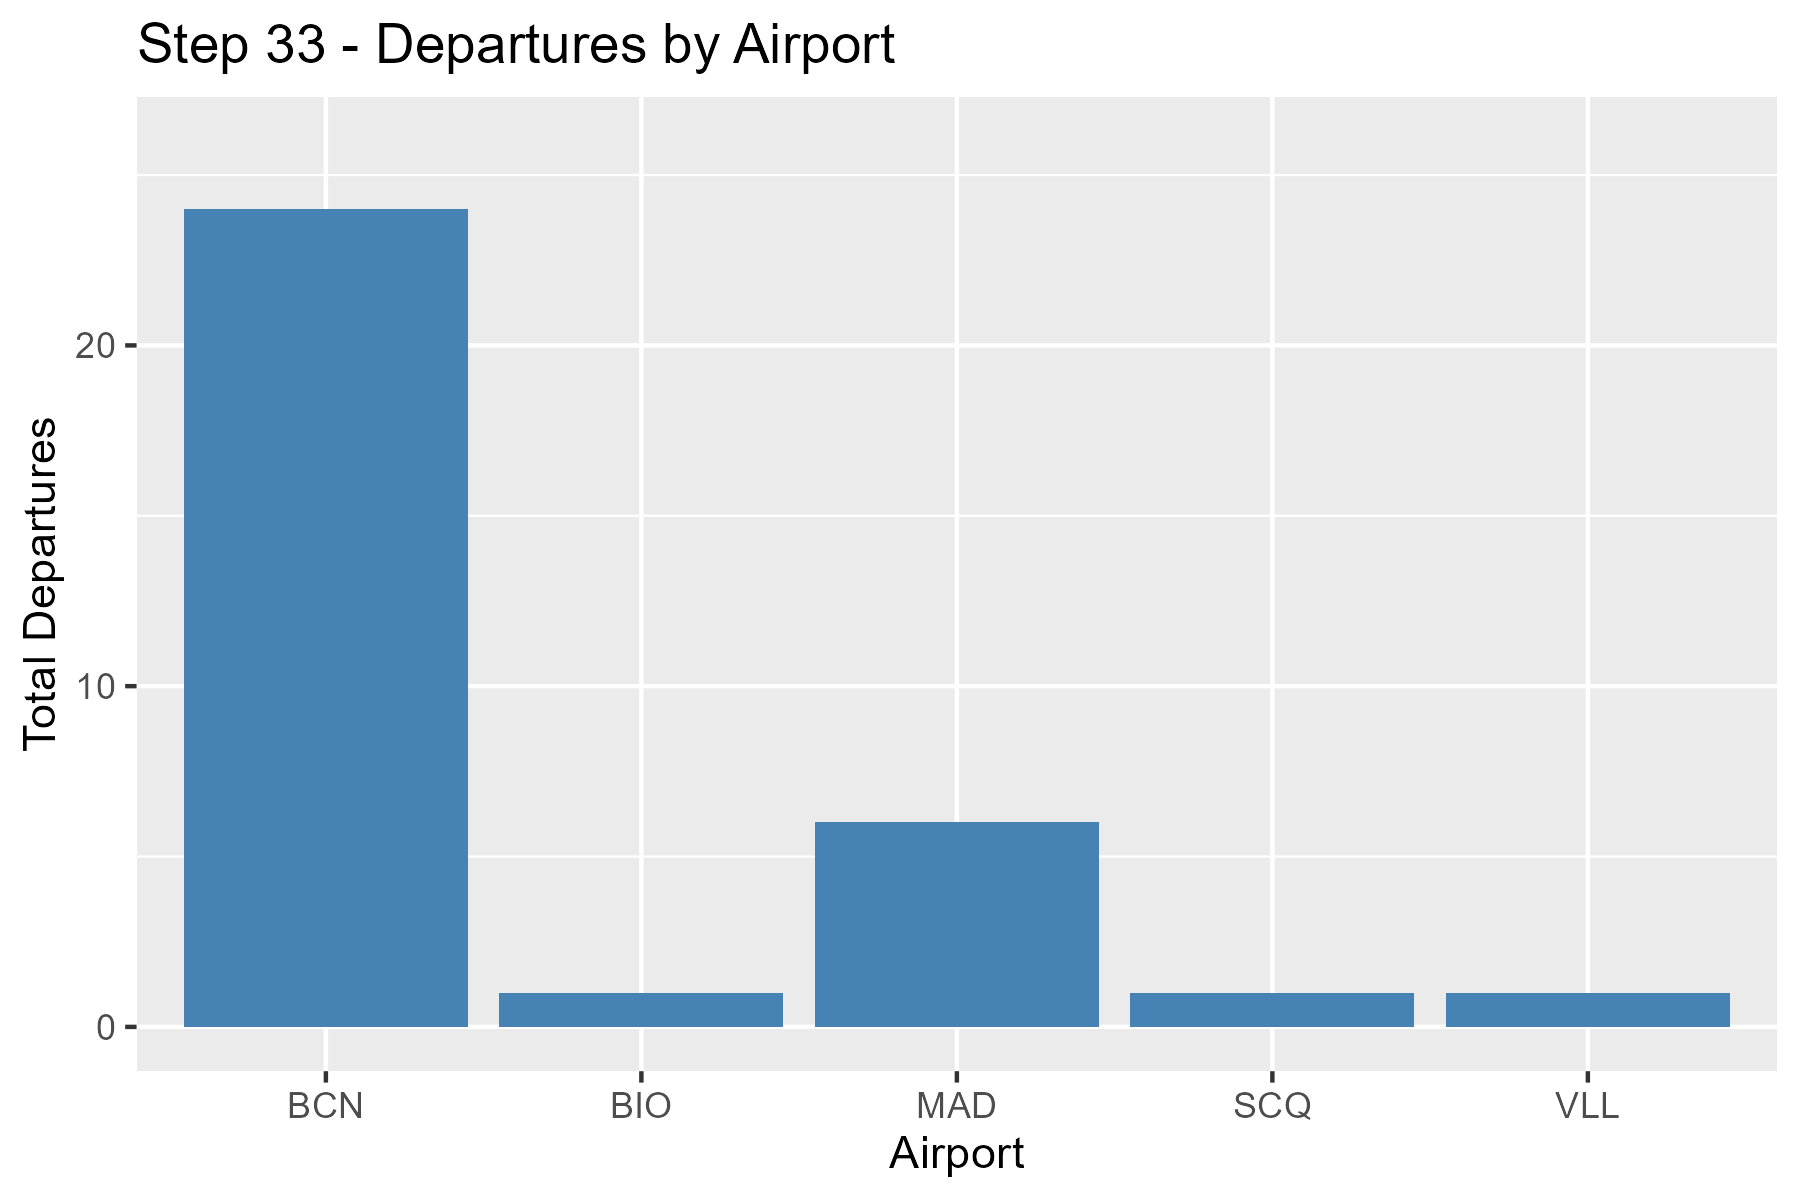 Step 33 - Departures by Airport
Total Departures
20
10
0
BCN BIO MAD SCQ VLL
Airport